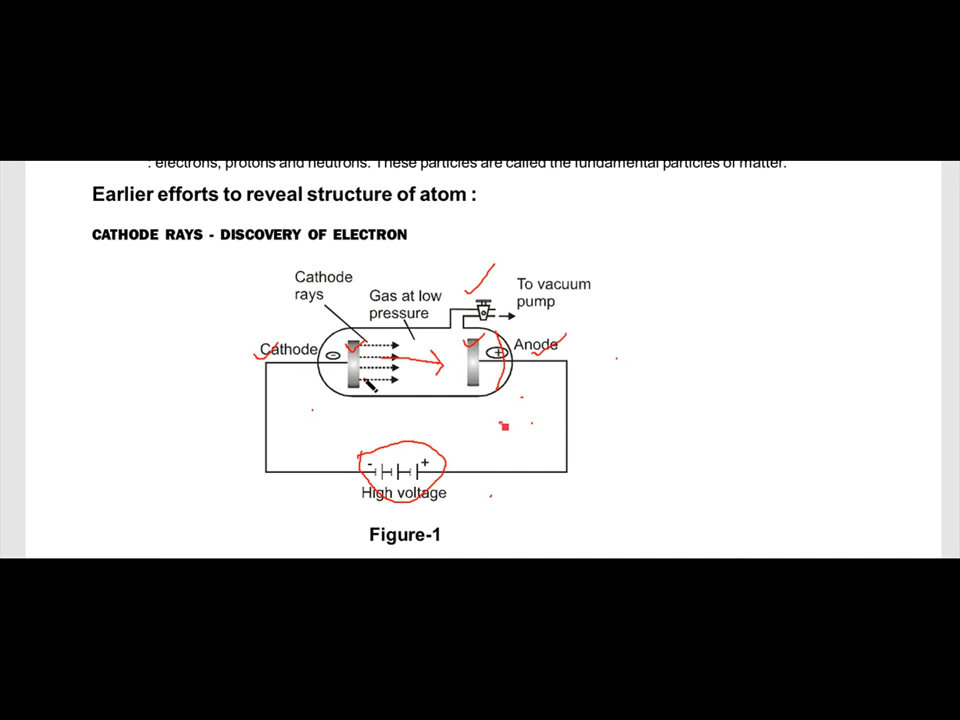 : electrons, protons and neutrons. These particles are called the fundamental particles of matter.
Earlier efforts to reveal structure of atom :
CATHODE RAYS - DISCOVERY OF ELECTRON
Cathode
rays
Gas at low
pressure
To vacuum
pump
Cathode
-
+
Anode
- +
High voltage
Figure-1